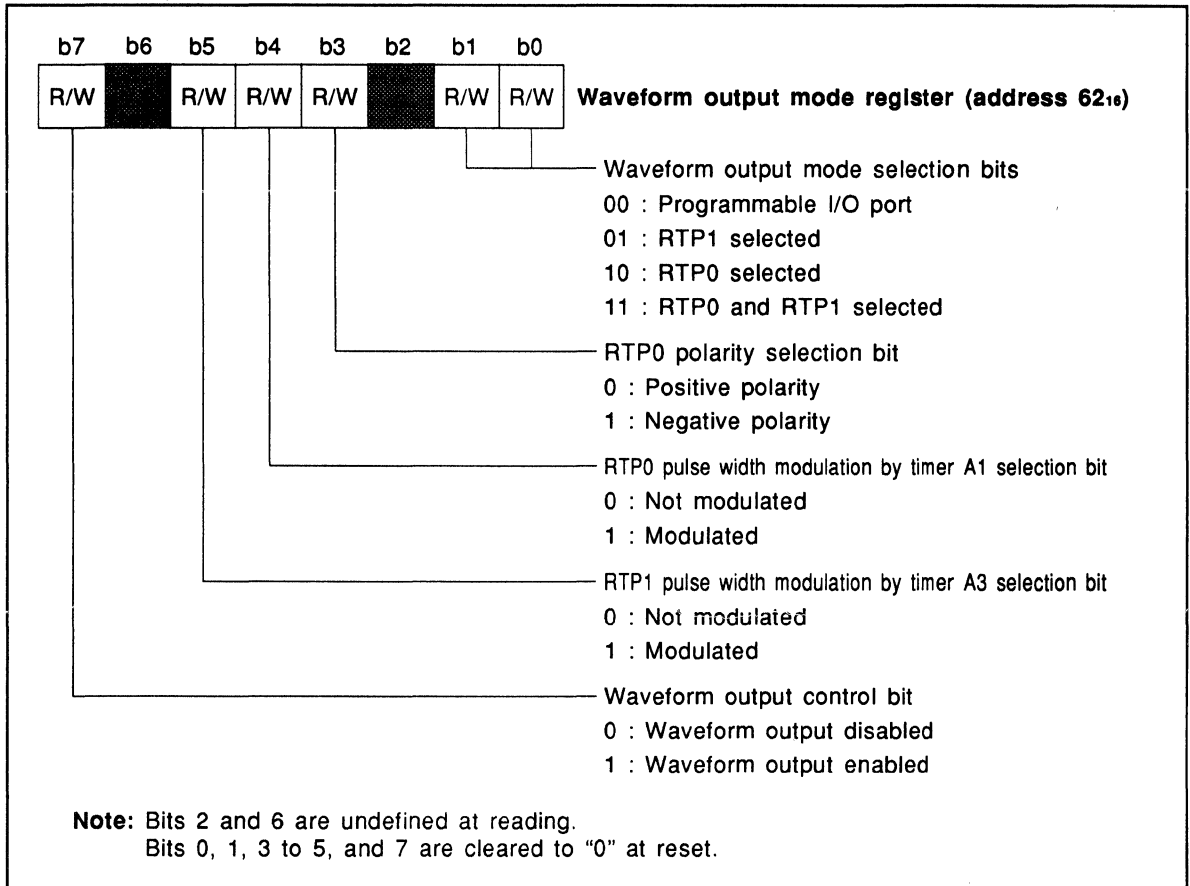 b7 b6 b5 b4 b3 b2 b1 b0
R/W R/W R/W R/W R/W R/W Waveform output mode register (address 62₁₆)
Waveform output mode selection bits
00 : Programmable I/O port
01 : RTP1 selected
10 : RTP0 selected
11 : RTP0 and RTP1 selected
RTP0 polarity selection bit
0 : Positive polarity
1 : Negative polarity
RTP0 pulse width modulation by timer A1 selection bit
0 : Not modulated
1 : Modulated
RTP1 pulse width modulation by timer A3 selection bit
0 : Not modulated
1 : Modulated
Waveform output control bit
0 : Waveform output disabled
1 : Waveform output enabled
Note: Bits 2 and 6 are undefined at reading.
Bits 0, 1, 3 to 5, and 7 are cleared to “0” at reset.